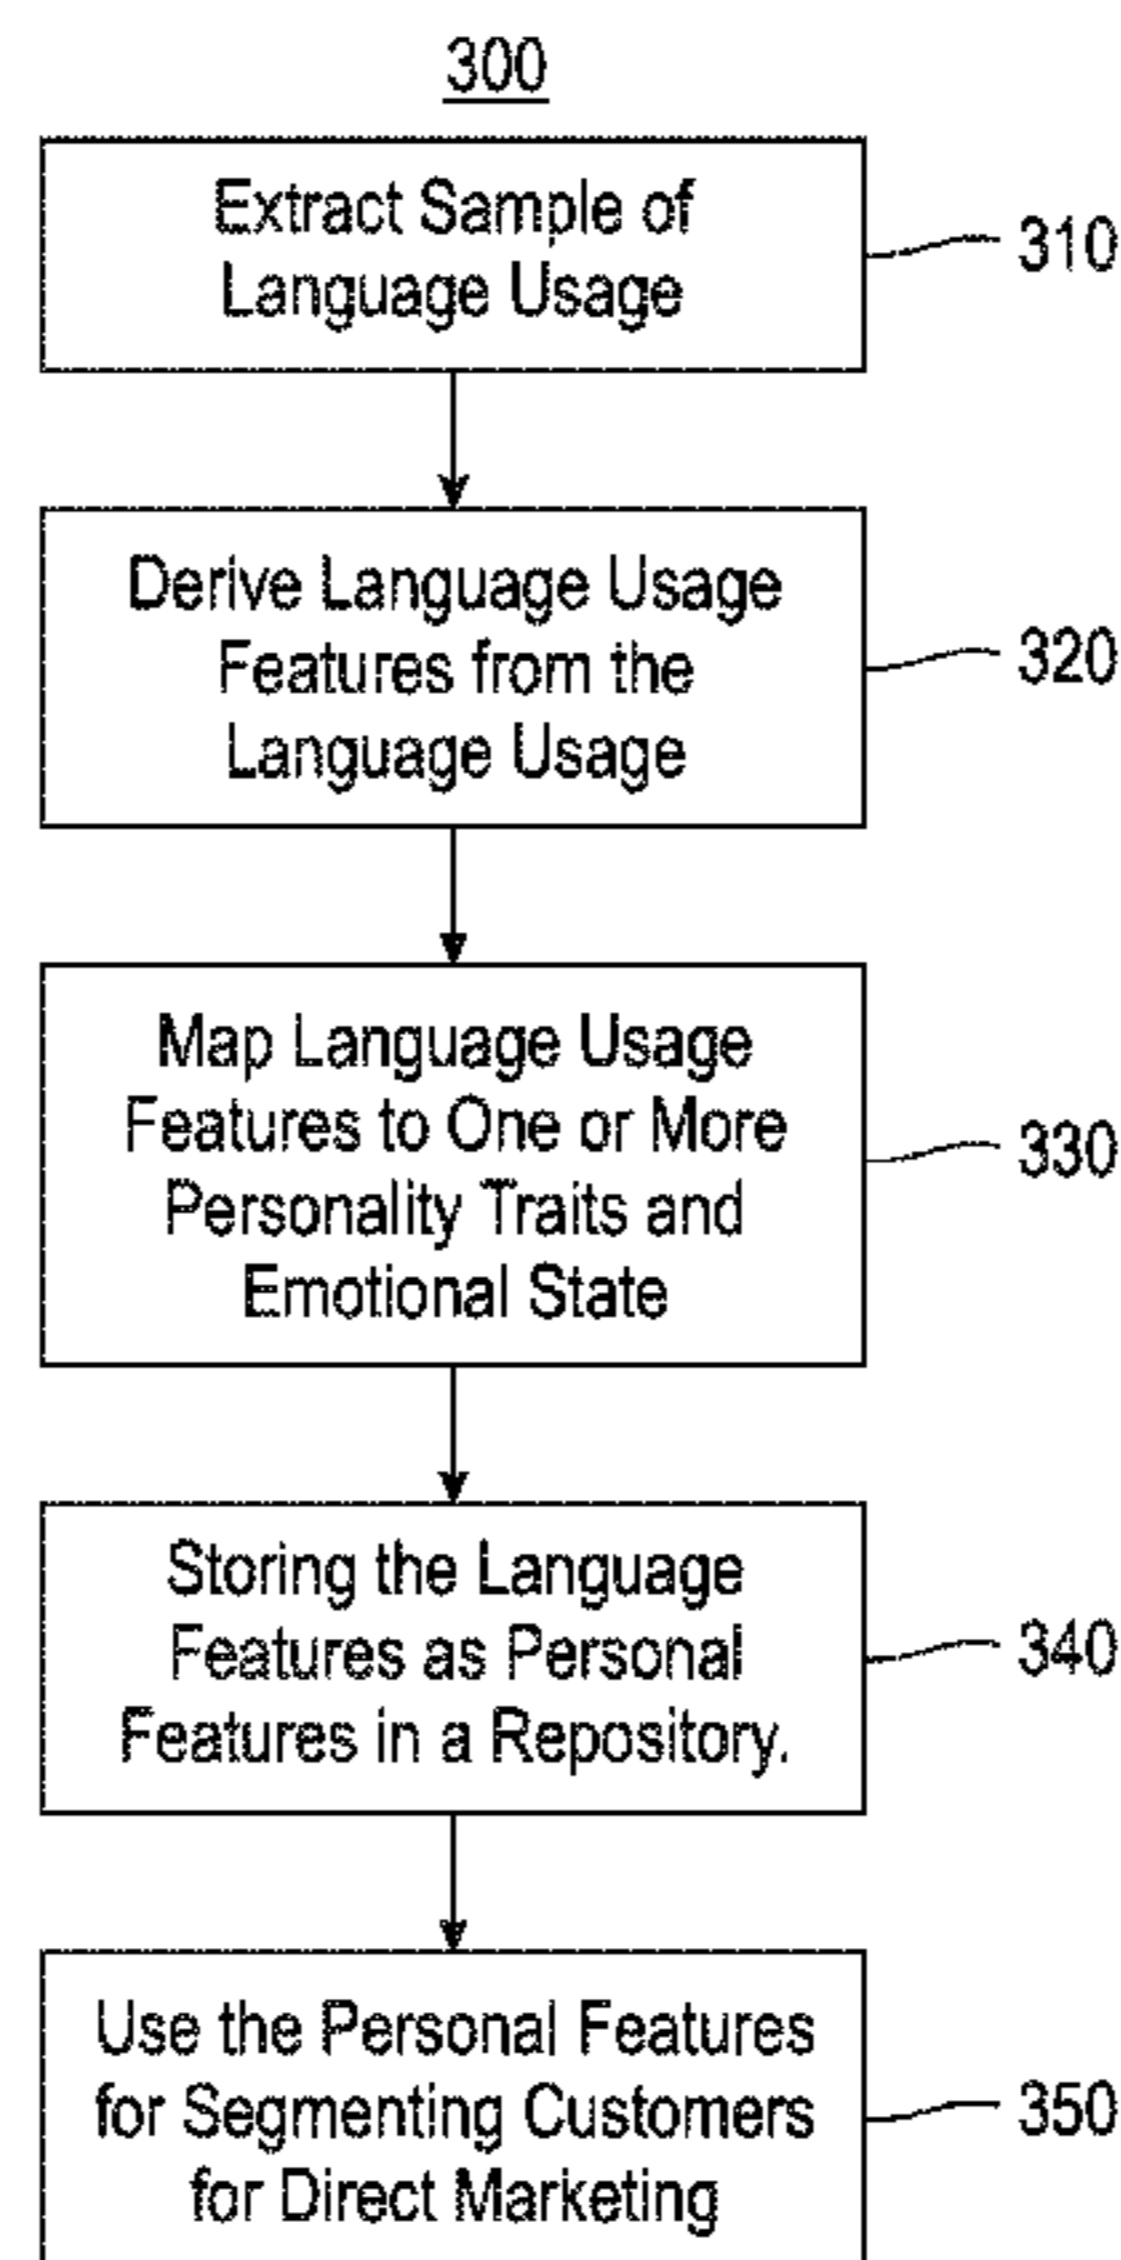 300
Extract Sample of
Language Usage
310
Derive Language Usage
Features from the
Language Usage
320
Map Language Usage
Features to One or More
Personality Traits and
Emotional State
330
Storing the Language
Features as Personal
Features in a Repository.
340
Use the Personal Features
for Segmenting Customers
for Direct Marketing
350